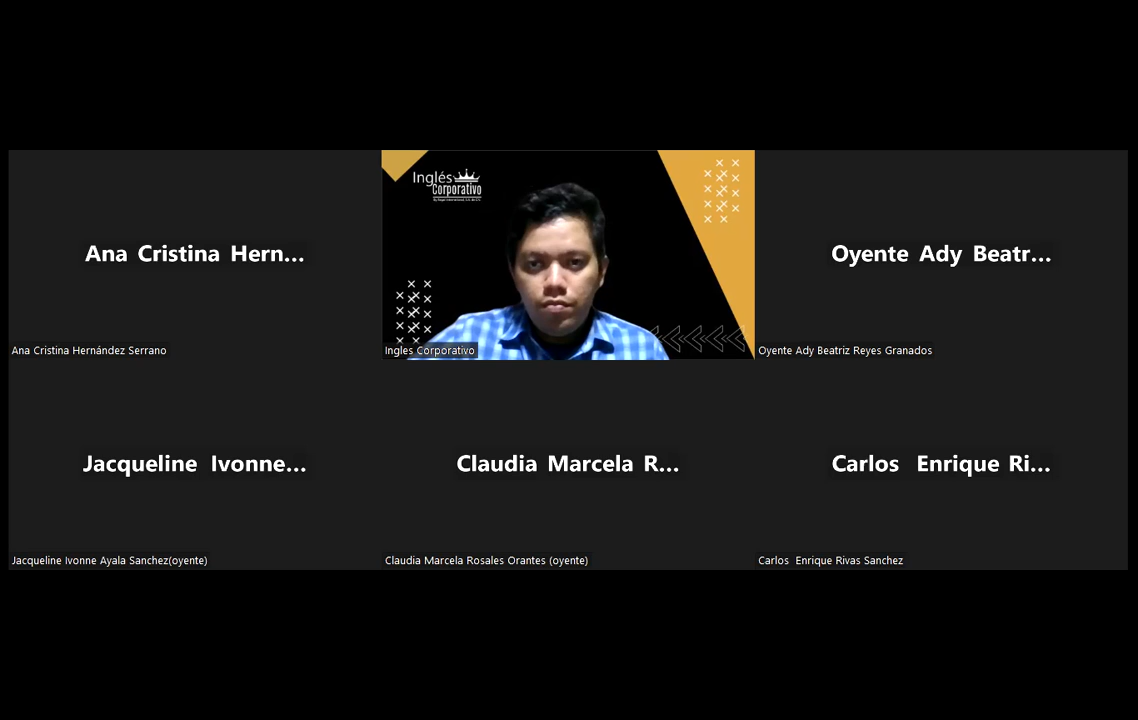 Ana Cristina Hern...
Ana Cristina Hernández Serrano
Inglés
Corporativo
Ingles Corporativo
Oyente Ady Beatr...
Oyente Ady Beatriz Reyes Granados
Jacqueline Ivonne...
Jacqueline Ivonne Ayala Sanchez(oyente)
Claudia Marcela R...
Claudia Marcela Rosales Orantes (oyente)
Carlos Enrique Ri...
Carlos Enrique Rivas Sanchez